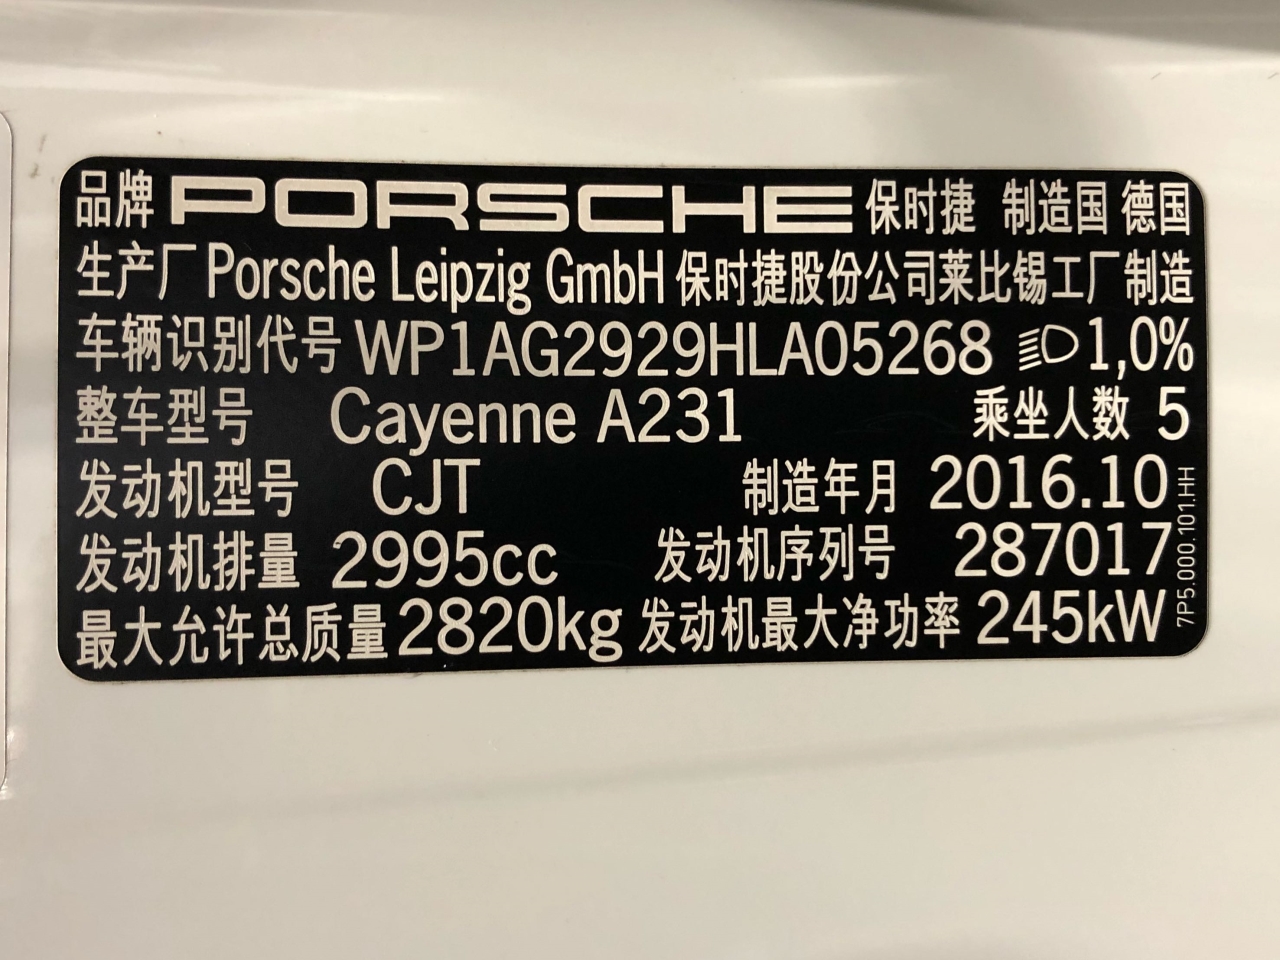 品牌 PORSCHE 保时捷 制造国 德国
生产厂 Porsche Leipzig GmbH 保时捷股份公司莱比锡工厂制造
车辆识别代号 WP1AG2929HLA05268 1,0%
整车型号 Cayenne A231 乘坐人数 5
发动机型号 CJT 制造年月 2016.10
发动机排量 2995cc 发动机序列号 287017
最大允许总质量 2820kg 发动机最大净功率 245kW
7P5.000.101.HH